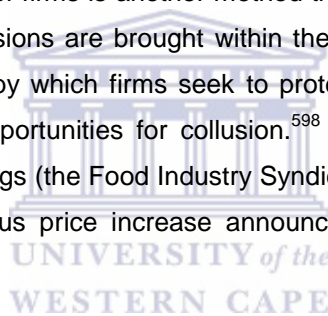 firms is another method
sions are brought within the
by which firms seek to prote
portunities for collusion.598
gs (the Food Industry Syndi
us price increase announc
UNIVERSITY of the
WESTERN CAPE